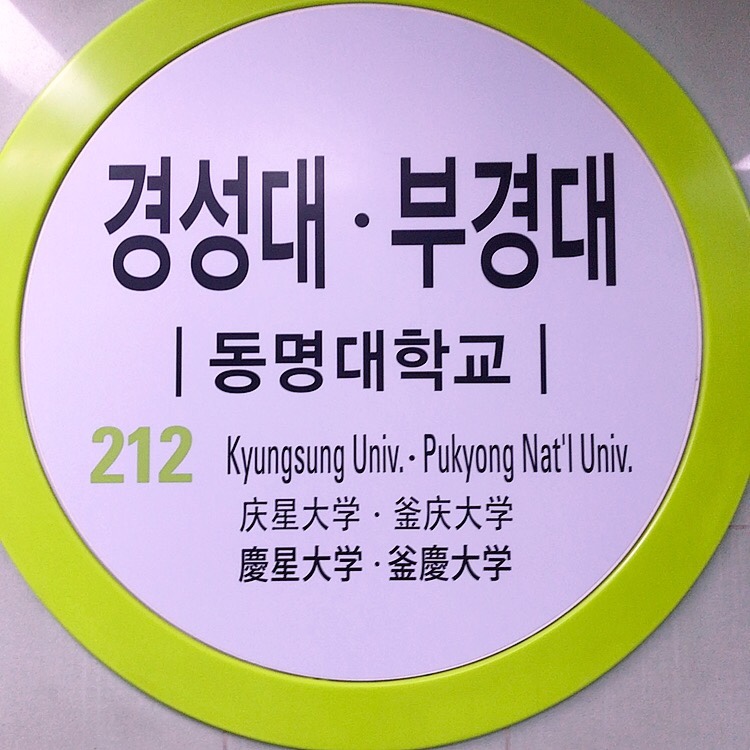 경성대·부경대
| 동명대학교 |
212 Kyungsung Univ.·Pukyong Nat'l Univ.
庆星大学·釜庆大学
慶星大学·釜慶大学